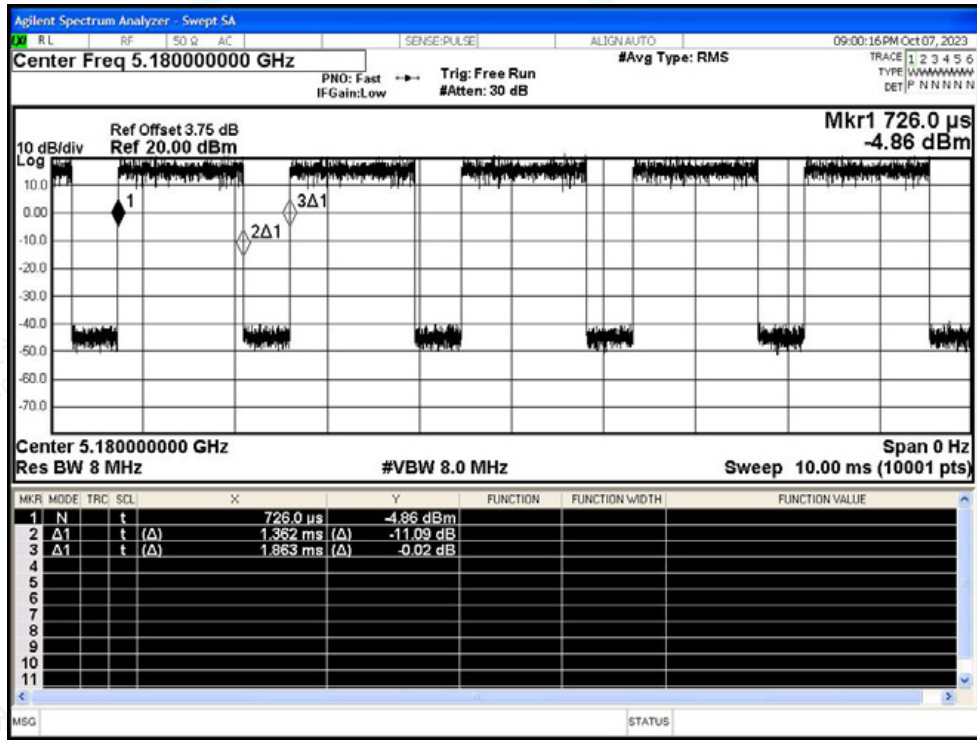 Agilent Spectrum Analyzer - Swept SA
RL RF 50 Ω AC SENSE:PULSE ALIGN AUTO 09:00:16 PM Oct 07, 2023
Center Freq 5.180000000 GHz #Avg Type: RMS TRACE 1 2 3 4 5 6
PNO: Fast Trig: Free Run TYPE WWWWWW
IFGain:Low #Atten: 30 dB DET P N N N N N
Mkr1 726.0 µs
Ref Offset 3.75 dB
10 dB/div Ref 20.00 dBm -4.86 dBm
Log
10.0
1 3Δ1
0.00
2Δ1
-10.0
-20.0
-30.0
-40.0
-50.0
-60.0
-70.0
Center 5.180000000 GHz Span 0 Hz
Res BW 8 MHz #VBW 8.0 MHz Sweep 10.00 ms (10001 pts)
MKR MODE TRC SCL X Y FUNCTION FUNCTION WIDTH FUNCTION VALUE
1 N t 726.0 µs -4.86 dBm
2 Δ1 t (Δ) 1.362 ms (Δ) -11.09 dB
3 Δ1 t (Δ) 1.863 ms (Δ) -0.02 dB
4
5
6
7
8
9
10
11
MSG STATUS